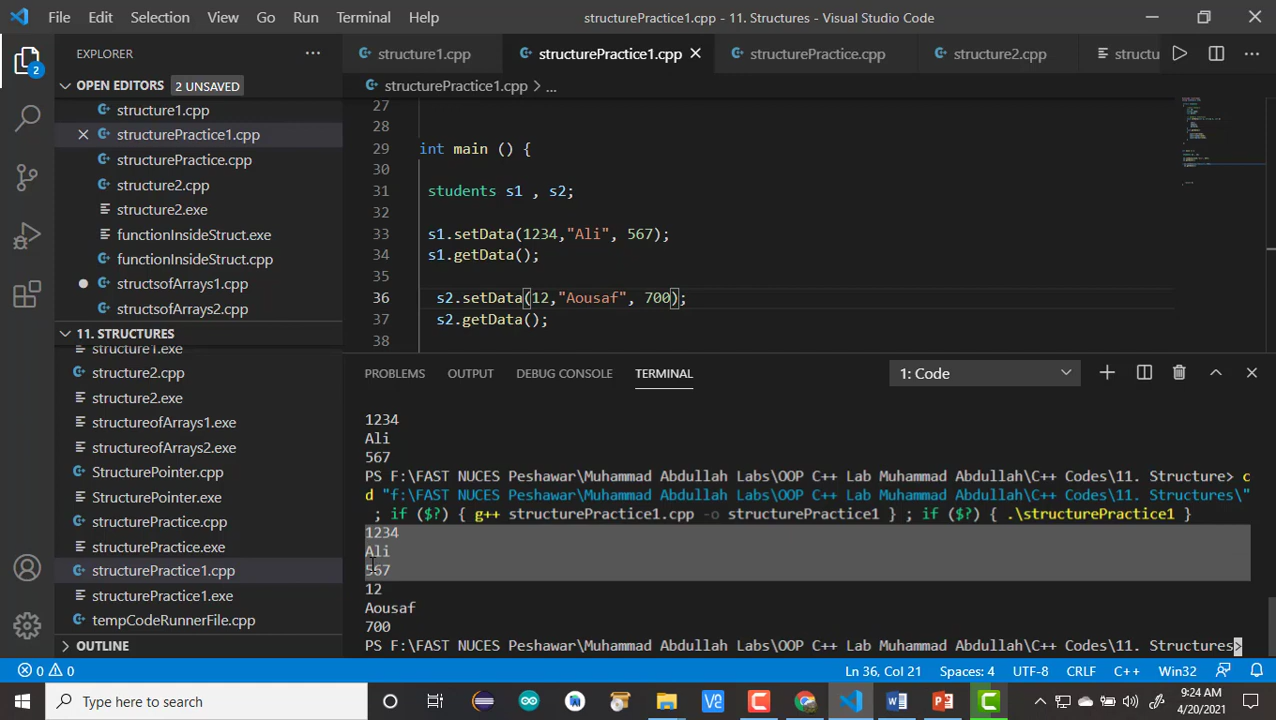 File Edit Selection View Go Run Terminal Help structurePractice1.cpp - 11. Structures - Visual Studio Code
EXPLORER
structure1.cpp structurePractice1.cpp structurePractice.cpp structure2.cpp structu
OPEN EDITORS 2 UNSAVED
structurePractice1.cpp > ...
structure1.cpp
structurePractice1.cpp
structurePractice.cpp
structure2.cpp
structure2.exe
functionInsideStruct.exe
functionInsideStruct.cpp
structsofArrays1.cpp
structsofArrays2.cpp
11. STRUCTURES
structure1.exe
structure2.cpp
structure2.exe
structureofArrays1.exe
structureofArrays2.exe
StructurePointer.cpp
StructurePointer.exe
structurePractice.cpp
structurePractice.exe
structurePractice1.cpp
structurePractice1.exe
tempCodeRunnerFile.cpp
OUTLINE
2
27
28
29 int main () {
30
31 students s1 , s2;
32
33 s1.setData(1234,"Ali", 567);
34 s1.getData();
35
36 s2.setData(12,"Aousaf", 700);
37 s2.getData();
38
PROBLEMS OUTPUT DEBUG CONSOLE TERMINAL 1: Code
1234
Ali
567
PS F:\FAST NUCES Peshawar\Muhammad Abdullah Labs\OOP C++ Lab Muhammad Abdullah\C++ Codes\11. Structure> c
d "f:\FAST NUCES Peshawar\Muhammad Abdullah Labs\OOP C++ Lab Muhammad Abdullah\C++ Codes\11. Structures\"
; if ($?) { g++ structurePractice1.cpp -o structurePractice1 } ; if ($?) { .\structurePractice1 }
1234
Ali
567
12
Aousaf
700
PS F:\FAST NUCES Peshawar\Muhammad Abdullah Labs\OOP C++ Lab Muhammad Abdullah\C++ Codes\11. Structures>
0 0 Ln 36, Col 21 Spaces: 4 UTF-8 CRLF C++ Win32
Type here to search
9:24 AM
4/20/2021